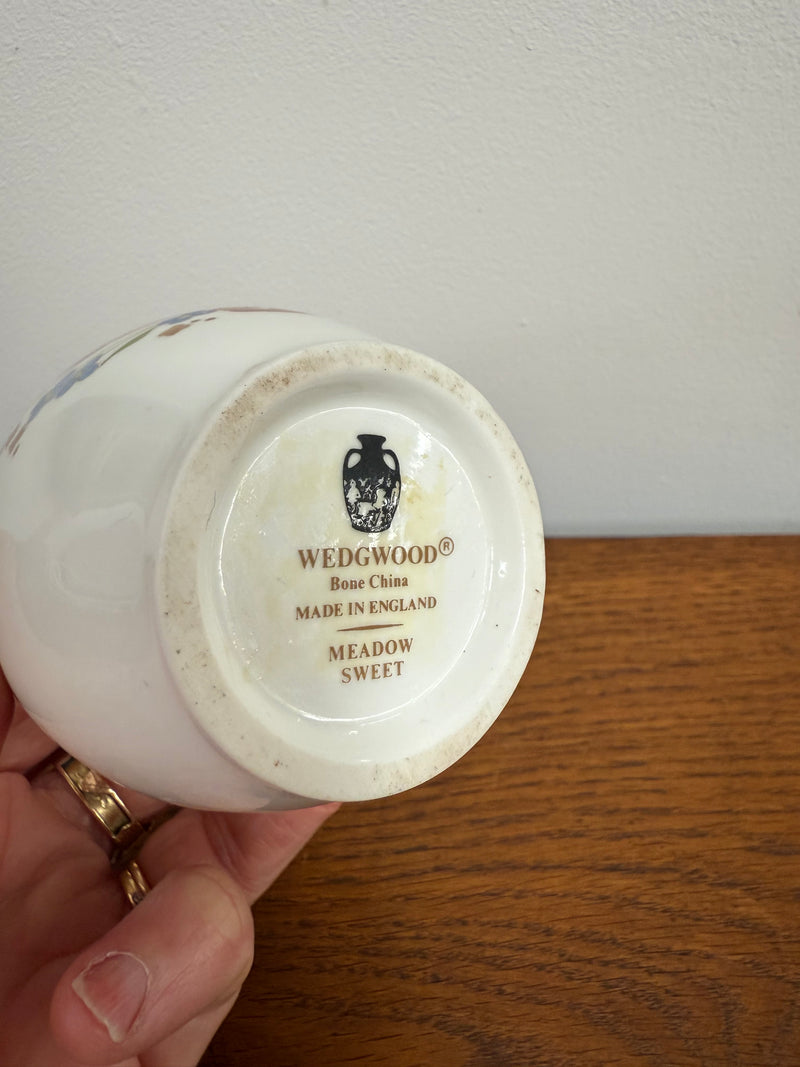 WEDGWOOD®
Bone China
MADE IN ENGLAND
MEADOW
SWEET